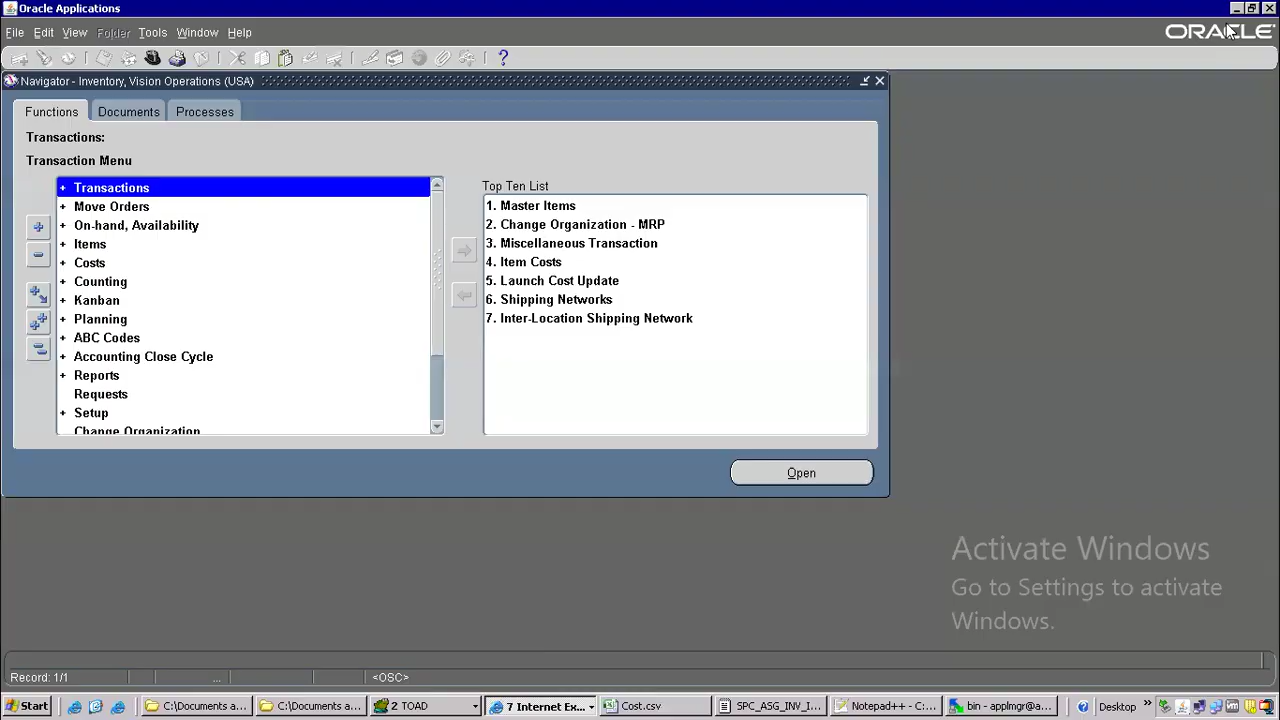 Oracle Applications
File Edit View Folder Tools Window Help
ORACLE
Navigator - Inventory, Vision Operations (USA)
Functions Documents Processes
Transactions:
Transaction Menu
+ Transactions
+ Move Orders
+ On-hand, Availability
+ Items
+ Costs
+ Counting
+ Kanban
+ Planning
+ ABC Codes
+ Accounting Close Cycle
+ Reports
Requests
+ Setup
Change Organization
Top Ten List
1. Master Items
2. Change Organization - MRP
3. Miscellaneous Transaction
4. Item Costs
5. Launch Cost Update
6. Shipping Networks
7. Inter-Location Shipping Network
Open
Activate Windows
Go to Settings to activate
Windows.
Record: 1/1 ... <OSC>
Start C:\Documents a... C:\Documents a... 2 TOAD 7 Internet Ex... Cost.csv SPC_ASG_INV_I... Notepad++ - C:... bin - applmgr@a... Desktop »